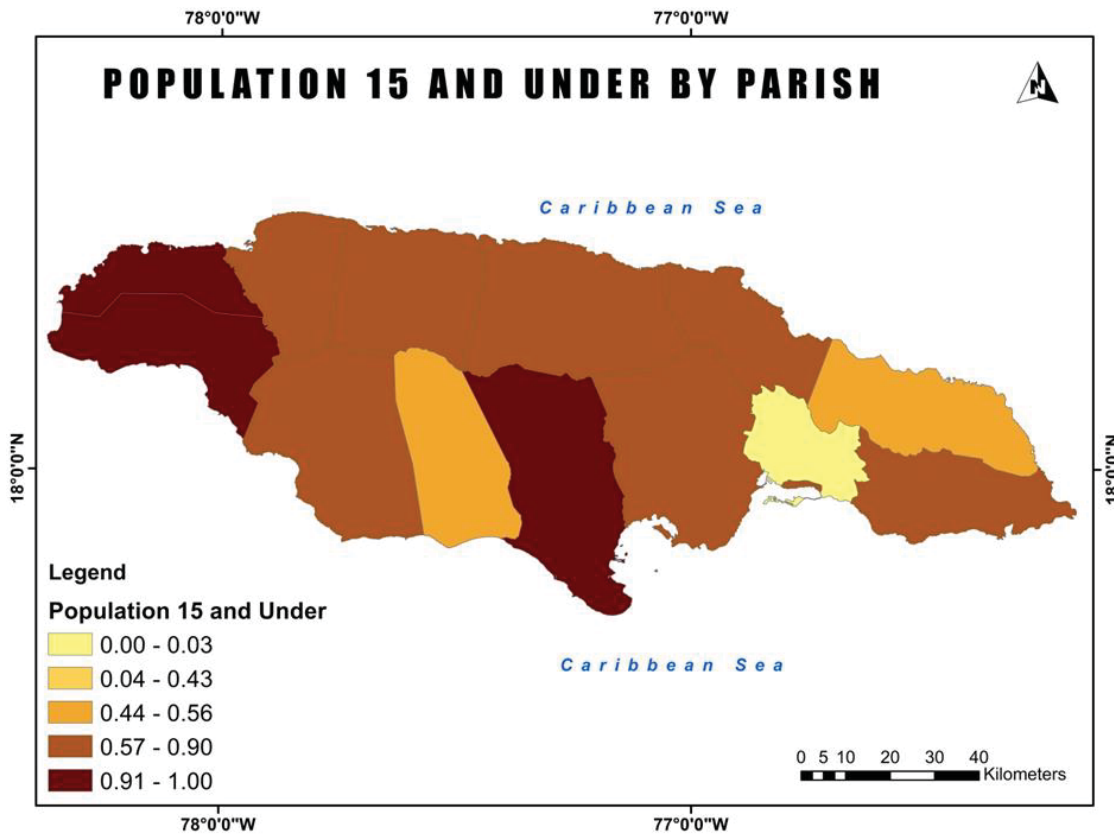 78°0'0"W 77°0'0"W
POPULATION 15 AND UNDER BY PARISH
N
Caribbean Sea
18°0'0"N 18°0'0"N
Legend
Population 15 and Under
0.00 - 0.03
0.04 - 0.43
0.44 - 0.56
0.57 - 0.90
0.91 - 1.00
Caribbean Sea
0 5 10 20 30 40
Kilometers
78°0'0"W 77°0'0"W